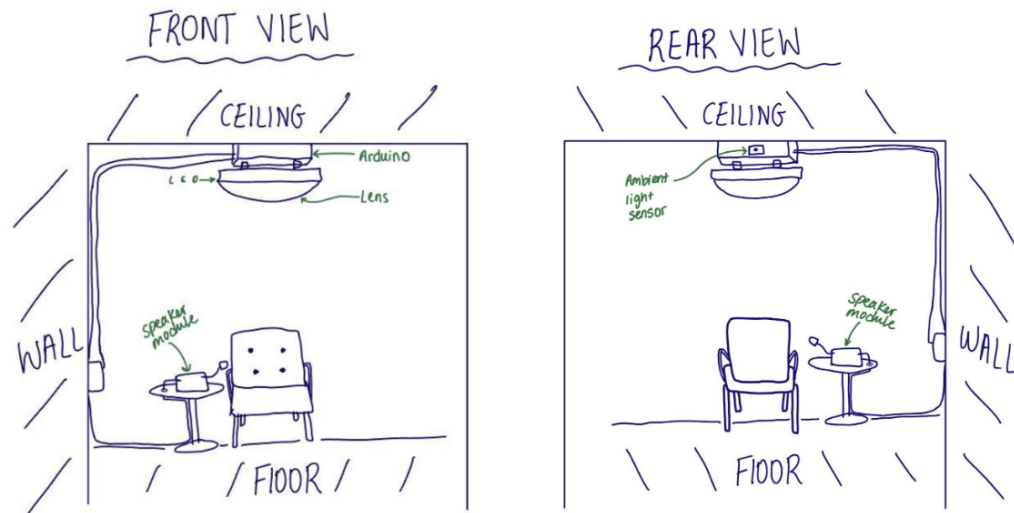 FRONT VIEW
CEILING
Arduino
LED
Lens
speaker
module
WALL
FLOOR
REAR VIEW
CEILING
Ambient
light
sensor
speaker
module
WALL
FLOOR